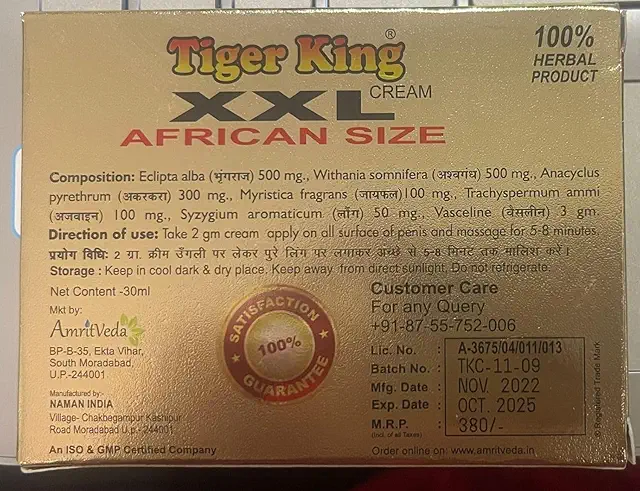 Tiger King®
100%
HERBAL
PRODUCT
XXL CREAM
AFRICAN SIZE
Composition: Eclipta alba (भृंगराज) 500 mg., Withania somnifera (अश्वगंध) 500 mg., Anacyclus
pyrethrum (अकरकरा) 300 mg., Myristica fragrans (जायफल)100 mg., Trachyspermum ammi
(अजवाइन) 100 mg., Syzygium aromaticum (लौंग) 50 mg., Vaseline (वेसलीन) 3 gm.
Direction of use: Take 2 gm cream apply on all surface of penis and massage for 5-8 minutes.
प्रयोग विधिः 2 ग्रा. क्रीम उँगली पर लेकर पुरे लिंग पर लगाकर अच्छे से 5-8 मिनट तक मालिश करें।
Storage : Keep in cool dark & dry place. Keep away from direct sunlight, Do not refrigerate.
Net Content -30ml
Mkt by:
AmritVeda
BP-B-35, Ekta Vihar,
South Moradabad,
U.P.-244001
Manufactured by:-
NAMAN INDIA
Village- Chakbegampur Kashipur
Road Moradabad U.p.- 244001
An ISO & GMP Certified Company
SATISFACTION
100%
GUARANTEE
Customer Care
For any Query
+91-87-55-752-006
Lic. No. : A-3675/04/011/013
Batch No. : TKC-11-09
Mfg. Date : NOV. 2022
Exp. Date : OCT. 2025
M.R.P. : 380/-
(Incl. of all Taxes)
Order online on: www.amritveda.in
® Registered Trade Mark